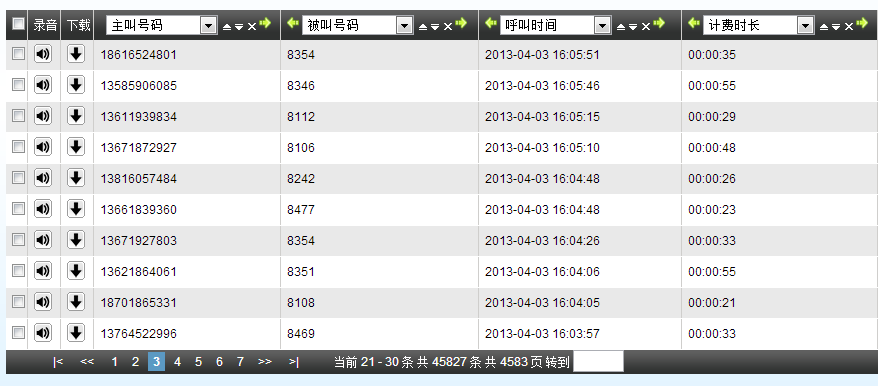 录音 下载 主叫号码 被叫号码 呼叫时间 计费时长
18616524801 8354 2013-04-03 16:05:51 00:00:35
13585906085 8346 2013-04-03 16:05:46 00:00:55
13611939834 8112 2013-04-03 16:05:15 00:00:29
13671872927 8106 2013-04-03 16:05:10 00:00:48
13816057484 8242 2013-04-03 16:04:48 00:00:26
13661839360 8477 2013-04-03 16:04:48 00:00:23
13671927803 8354 2013-04-03 16:04:26 00:00:33
13621864061 8351 2013-04-03 16:04:06 00:00:55
18701865331 8108 2013-04-03 16:04:05 00:00:21
13764522996 8469 2013-04-03 16:03:57 00:00:33
|< << 1 2 3 4 5 6 7 >> >| 当前 21 - 30 条 共 45827 条 共 4583 页 转到